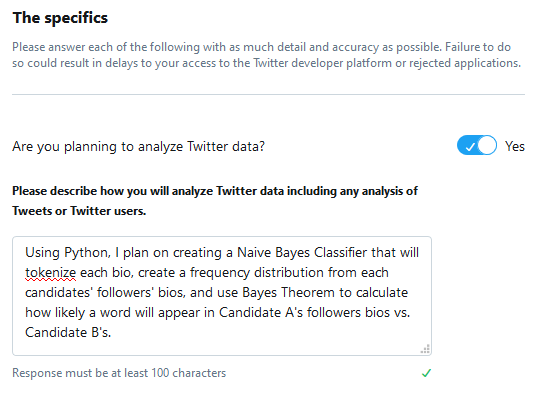 The specifics
Please answer each of the following with as much detail and accuracy as possible. Failure to do
so could result in delays to your access to the Twitter developer platform or rejected applications.
Are you planning to analyze Twitter data?
Yes
Please describe how you will analyze Twitter data including any analysis of
Tweets or Twitter users.
Using Python, I plan on creating a Naive Bayes Classifier that will
tokenize each bio, create a frequency distribution from each
candidates' followers' bios, and use Bayes Theorem to calculate
how likely a word will appear in Candidate A's followers bios vs.
Candidate B's.
Response must be at least 100 characters